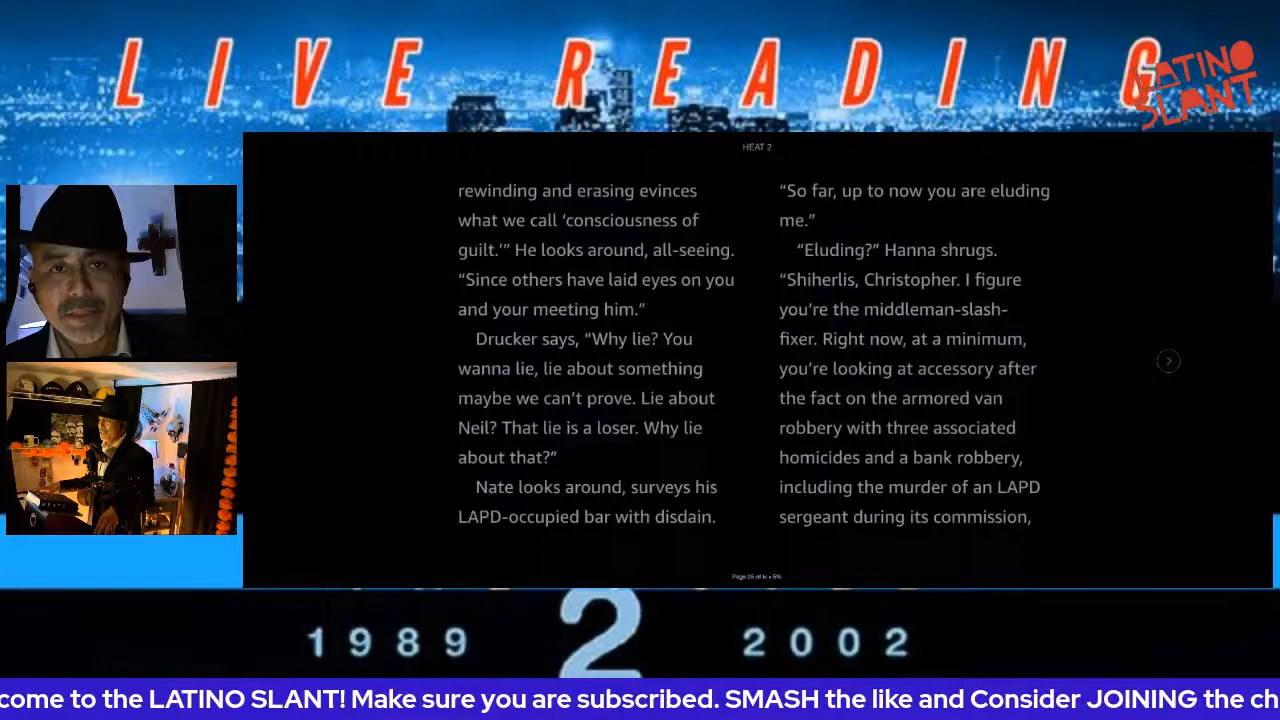 LIVE READING
LATINO
SLANT
HEAT 2
rewinding and erasing evinces
what we call ‘consciousness of
guilt.’” He looks around, all-seeing.
“Since others have laid eyes on you
and your meeting him.”
Drucker says, “Why lie? You
wanna lie, lie about something
maybe we can’t prove. Lie about
Neil? That lie is a loser. Why lie
about that?”
Nate looks around, surveys his
LAPD-occupied bar with disdain.
“So far, up to now you are eluding
me.”
“Eluding?” Hanna shrugs.
“Shiherlis, Christopher. I figure
you’re the middleman-slash-
fixer. Right now, at a minimum,
you’re looking at accessory after
the fact on the armored van
robbery with three associated
homicides and a bank robbery,
including the murder of an LAPD
sergeant during its commission,
Page 25 of iv • 5%
1989 2 2002
come to the LATINO SLANT! Make sure you are subscribed. SMASH the like and Consider JOINING the ch